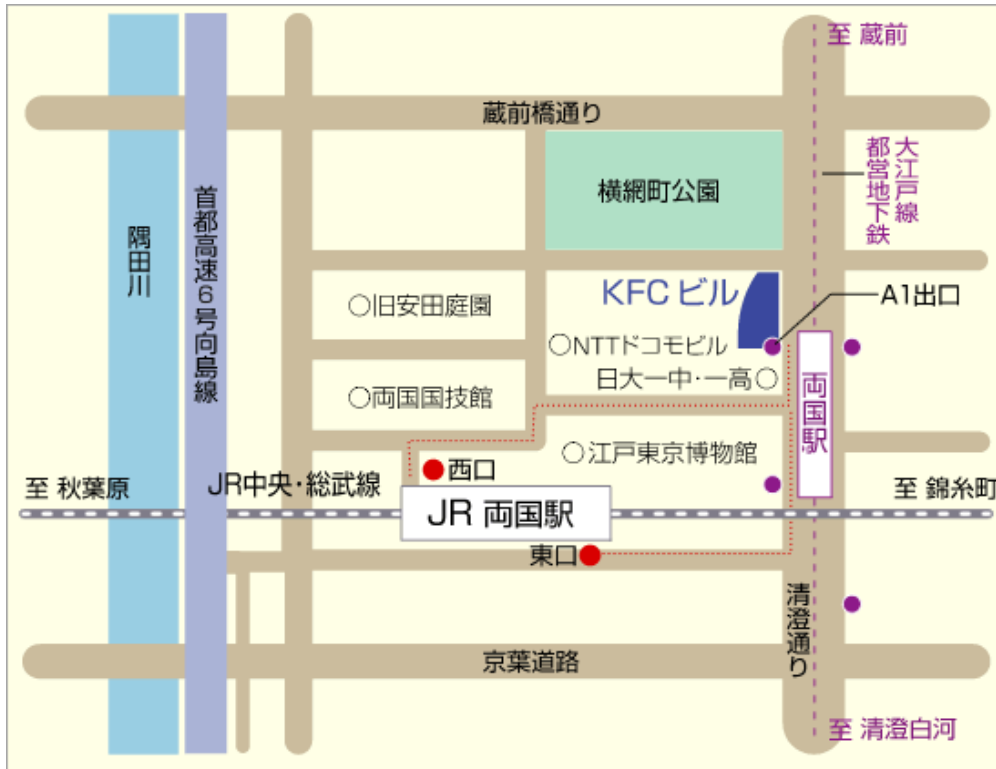 至 蔵前
蔵前橋通り
大江戸線
都営地下鉄
横網町公園
首都高速6号向島線
隅田川
KFC ビル
A1出口
○旧安田庭園
○NTTドコモビル
日大一中・一高○
両国駅
○両国国技館
○江戸東京博物館
西口
至 秋葉原
JR中央・総武線
JR 両国駅
至 錦糸町
東口
清澄通り
京葉道路
至 清澄白河